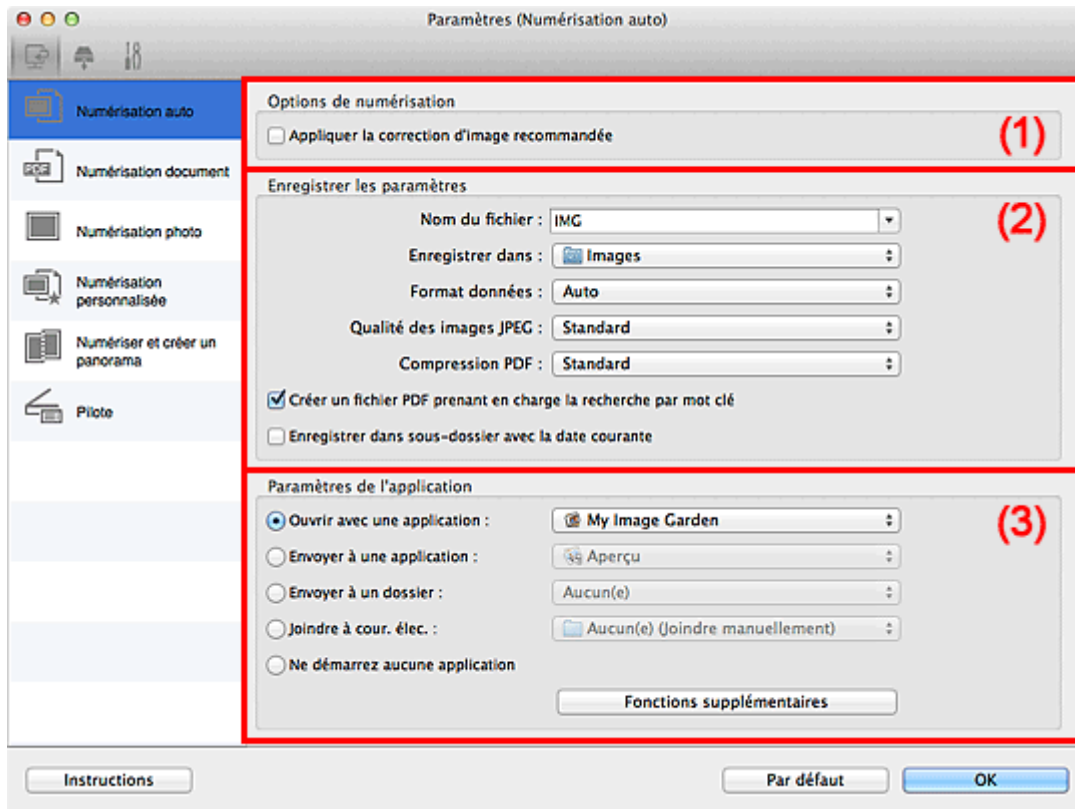 Paramètres (Numérisation auto)
Numérisation auto
Numérisation document
PDF
Numérisation photo
Numérisation
personnalisée
Numériser et créer un
panorama
Pilote
Options de numérisation
Appliquer la correction d'image recommandée
(1)
Enregistrer les paramètres
(2)
Nom du fichier : IMG
Enregistrer dans : Images
Format données : Auto
Qualité des images JPEG : Standard
Compression PDF : Standard
Créer un fichier PDF prenant en charge la recherche par mot clé
Enregistrer dans sous-dossier avec la date courante
Paramètres de l'application
(3)
Ouvrir avec une application : My Image Garden
Envoyer à une application : Aperçu
Envoyer à un dossier : Aucun(e)
Joindre à cour. élec. : Aucun(e) (Joindre manuellement)
Ne démarrez aucune application
Fonctions supplémentaires
Instructions
Par défaut
OK